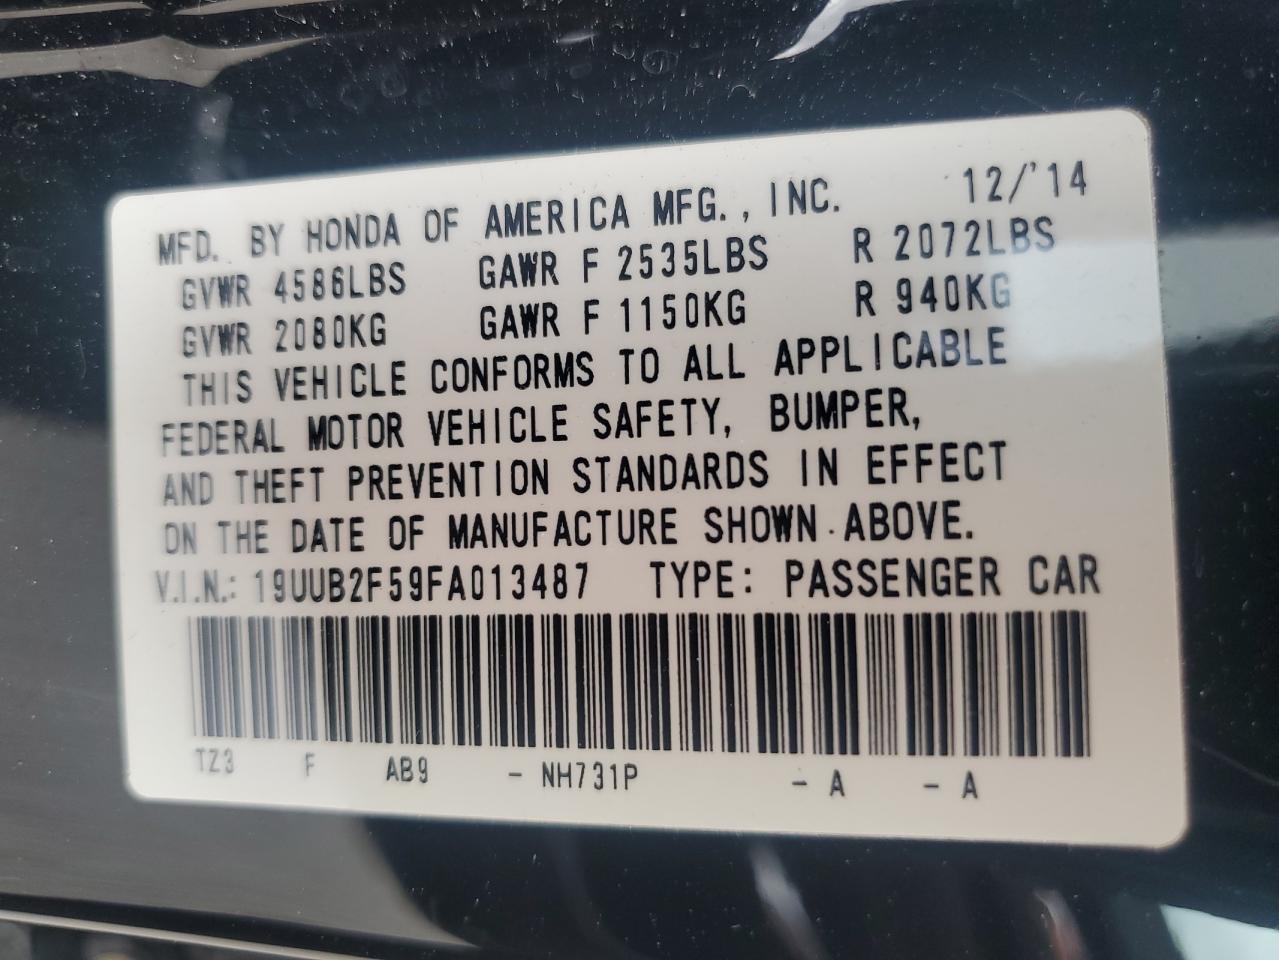 MFD. BY HONDA OF AMERICA MFG., INC. 12/'14
GVWR 4586LBS GAWR F 2535LBS R 2072LBS
GVWR 2080KG GAWR F 1150KG R 940KG
THIS VEHICLE CONFORMS TO ALL APPLICABLE
FEDERAL MOTOR VEHICLE SAFETY, BUMPER,
AND THEFT PREVENTION STANDARDS IN EFFECT
ON THE DATE OF MANUFACTURE SHOWN ABOVE.
V.I.N.: 19UUB2F59FA013487 TYPE: PASSENGER CAR
TZ3 F AB9 - NH731P - A - A